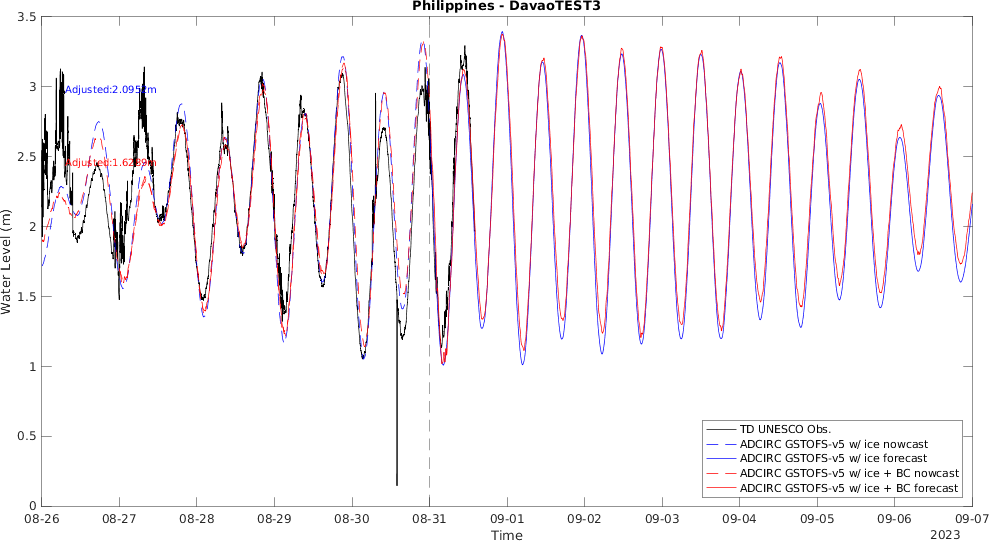 Philippines - DavaoTEST3
3.5
3
2.5
2
1.5
1
0.5
0
Water Level (m)
Adjusted:2.0952m
08-26
08-27
08-28
08-29
08-30
08-31
09-01
09-02
09-03
09-04
09-05
09-06
09-07
Time
2023
TD UNESCO Obs.
ADCIRC GSTOFS-v5 w/ ice nowcast
ADCIRC GSTOFS-v5 w/ ice forecast
ADCIRC GSTOFS-v5 w/ ice + BC nowcast
ADCIRC GSTOFS-v5 w/ ice + BC forecast